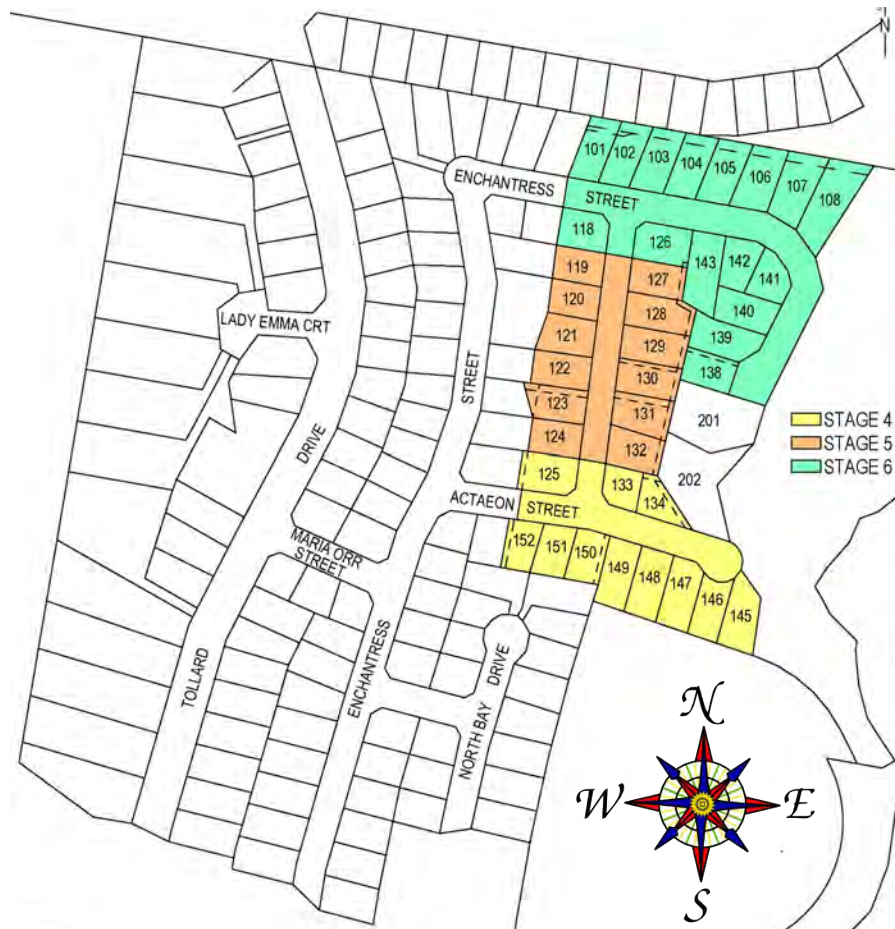 N
101
102
103
104
105
106
107
108
ENCHANTRESS
STREET
118
126
143
142
141
119
127
120
128
140
121
129
139
LADY EMMA CRT
122
130
138
STREET
123
131
201
STAGE 4
124
132
STAGE 5
DRIVE
125
133
202
STAGE 6
134
ACTAEON
STREET
MARIA ORR
STREET
152
151
150
149
148
147
146
145
ENCHANTRESS
TOLLARD
NORTH BAY
DRIVE
N
W
E
S